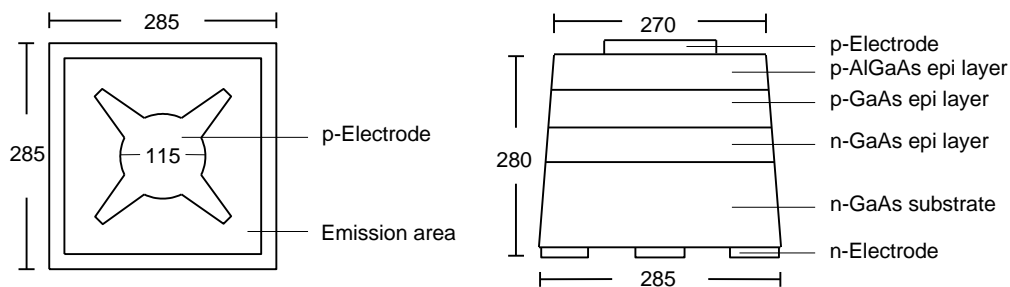 285
285
p-Electrode
115
Emission area
270
p-Electrode
p-AlGaAs epi layer
p-GaAs epi layer
n-GaAs epi layer
280
n-GaAs substrate
n-Electrode
285